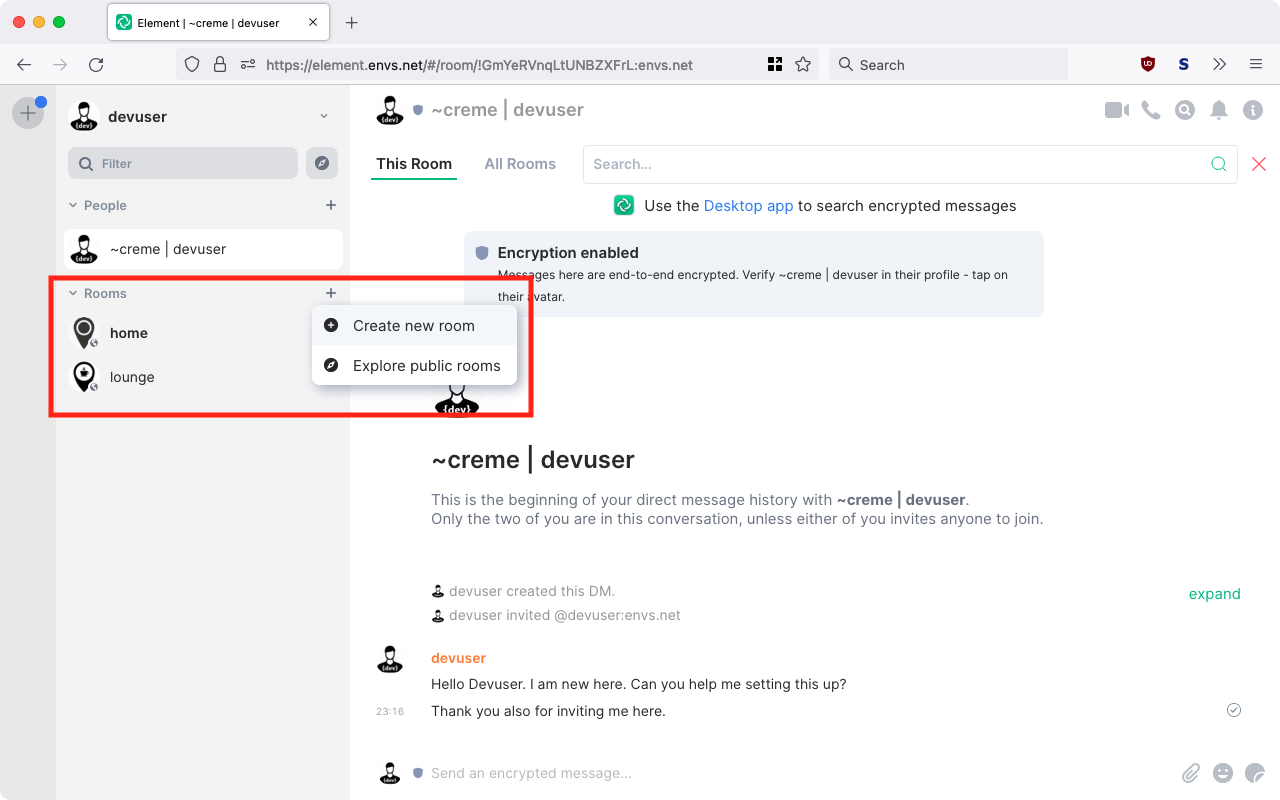 Element | ~creme | devuser
https://element.envs.net/#/room/!GmYeRVnqLtUNBZXFrL:envs.net
Search
S
devuser
Filter
People
~creme | devuser
Rooms
home
lounge
Create new room
Explore public rooms
~creme | devuser
This Room
All Rooms
Search...
Use the Desktop app to search encrypted messages
Encryption enabled
Messages here are end-to-end encrypted. Verify ~creme | devuser in their profile - tap on
their avatar.
{dev}
~creme | devuser
This is the beginning of your direct message history with ~creme | devuser.
Only the two of you are in this conversation, unless either of you invites anyone to join.
devuser created this DM.
expand
devuser invited @devuser:envs.net
devuser
Hello Devuser. I am new here. Can you help me setting this up?
23:16
Thank you also for inviting me here.
Send an encrypted message...